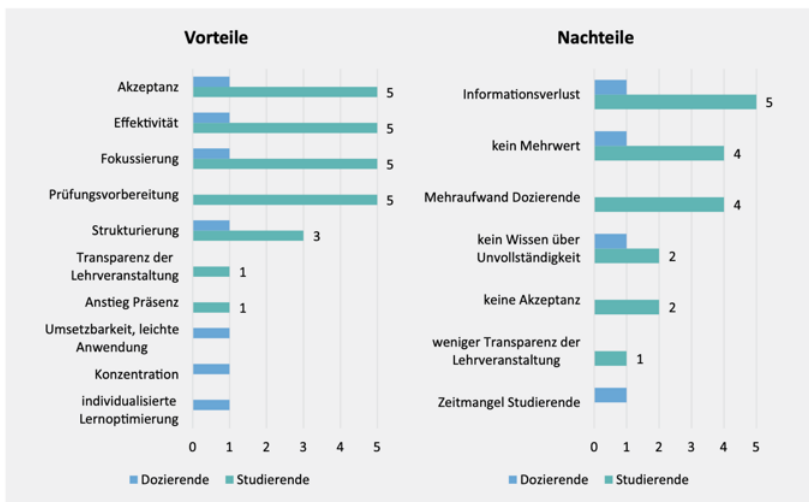 Vorteile
Akzeptanz
5
Effektivität
5
Fokussierung
5
Prüfungsvorbereitung
5
Strukturierung
3
Transparenz der
Lehrveranstaltung
1
Anstieg Präsenz
1
Umsetzbarkeit, leichte
Anwendung
Konzentration
individualisierte
Lernoptimierung
0 1 2 3 4 5
Dozierende Studierende
Nachteile
Informationsverlust
5
kein Mehrwert
4
Mehraufwand Dozierende
4
kein Wissen über
Unvollständigkeit
2
keine Akzeptanz
2
weniger Transparenz der
Lehrveranstaltung
1
Zeitmangel Studierende
0 1 2 3 4 5
Dozierende Studierende